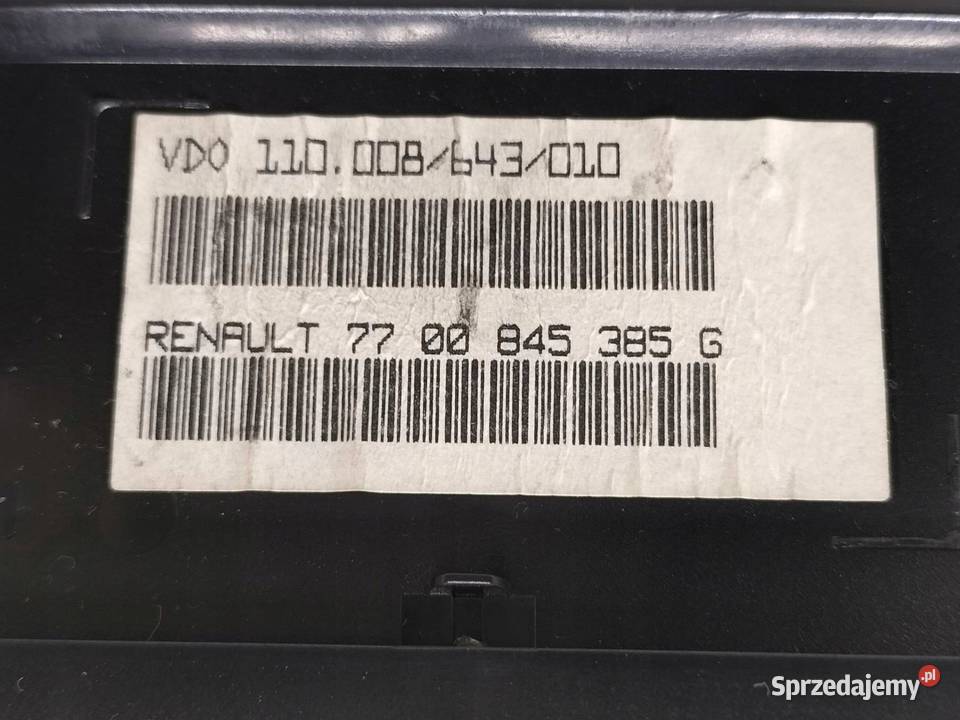 VDO 110.008/643/010
RENAULT 77 00 845 385 G
Sprzedajemy.pl